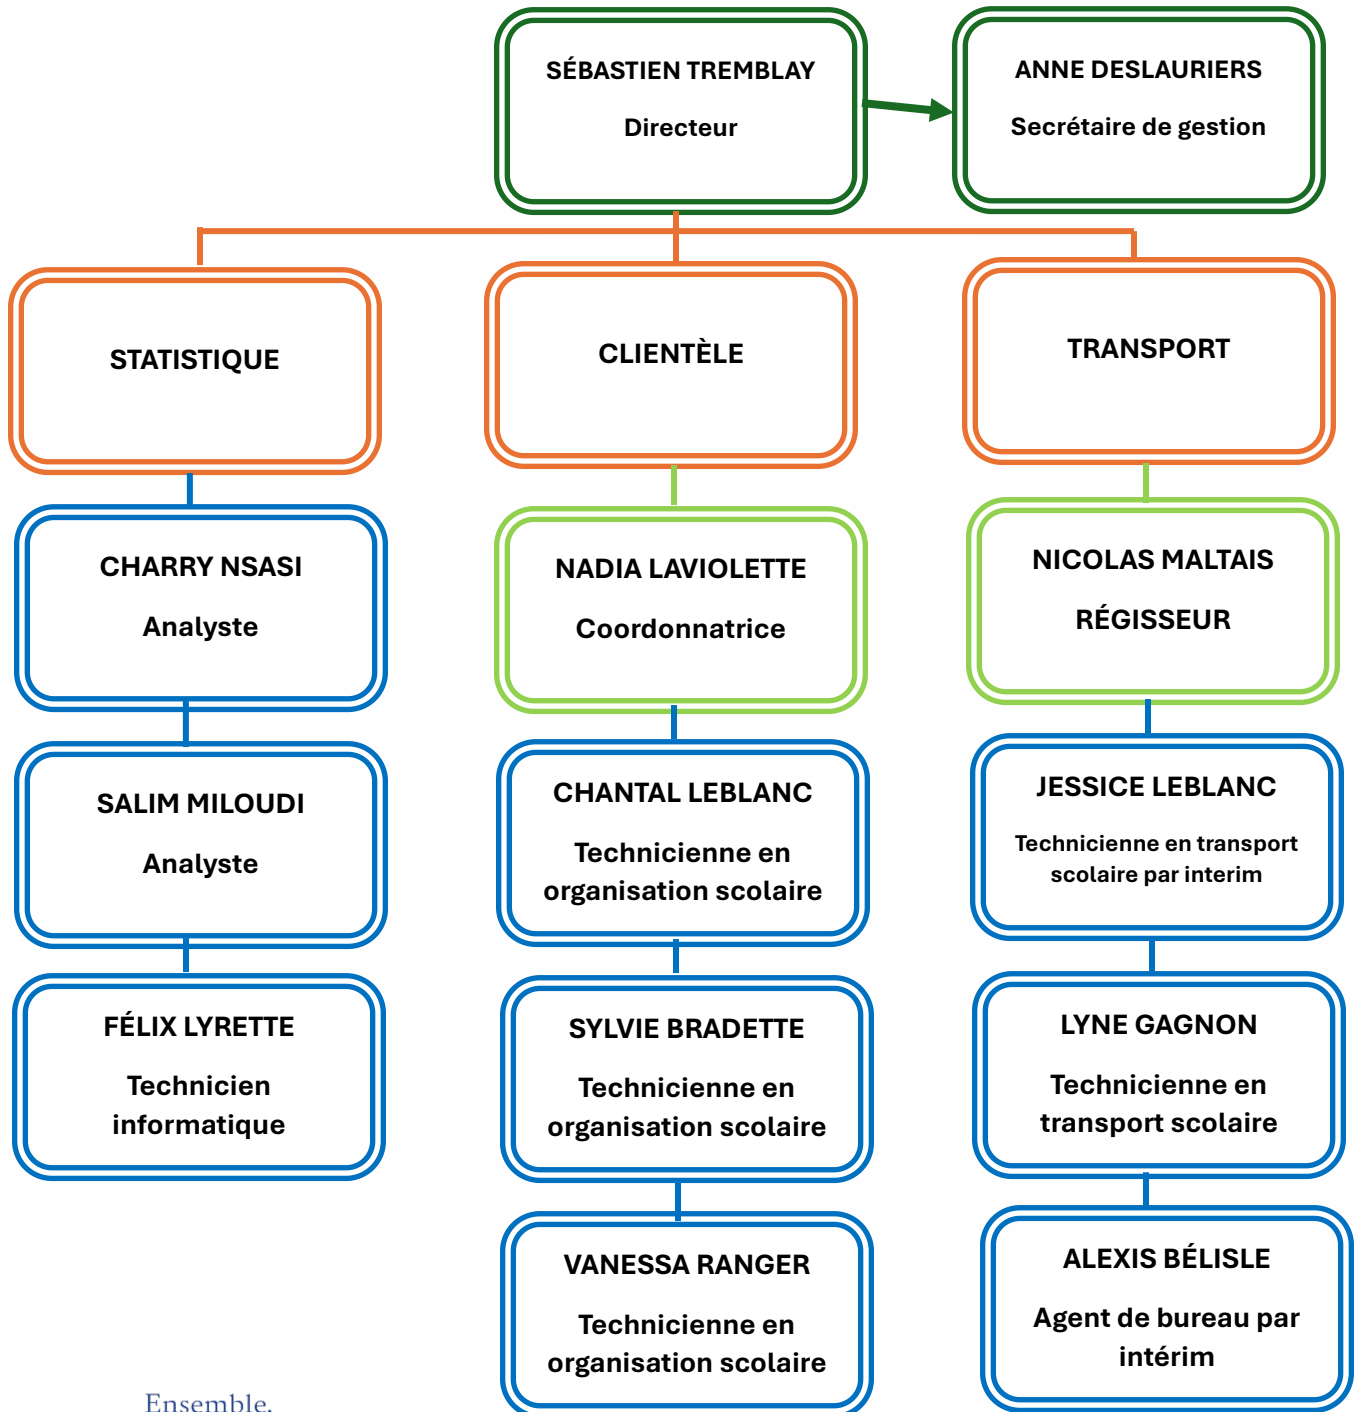 SÉBASTIEN TREMBLAY
Directeur
ANNE DESLAURIERS
Secrétaire de gestion
STATISTIQUE
CLIENTÈLE
TRANSPORT
CHARRY NSASI
Analyste
NADIA LAVIOLETTE
Coordonnatrice
NICOLAS MALTAIS
RÉGISSEUR
SALIM MILOUDI
Analyste
CHANTAL LEBLANC
Technicienne en
organisation scolaire
JESSICE LEBLANC
Technicienne en transport
scolaire par interim
FÉLIX LYRETTE
Technicien
informatique
SYLVIE BRADETTE
Technicienne en
organisation scolaire
LYNE GAGNON
Technicienne en
transport scolaire
VANESSA RANGER
Technicienne en
organisation scolaire
ALEXIS BÉLISLE
Agent de bureau par
intérim
Ensemble.